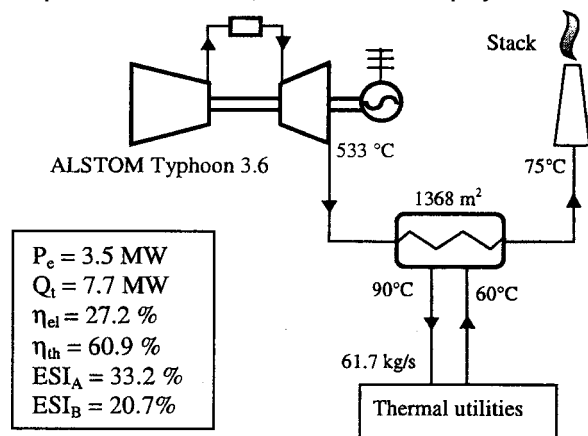 Stack
533 °C
ALSTOM Typhoon 3.6
75°C
1368 m²
Pₑ = 3.5 MW
Qₜ = 7.7 MW
ηₑₗ = 27.2 %
ηₜₕ = 60.9 %
ESI_A = 33.2 %
ESI_B = 20.7%
90°C
60°C
61.7 kg/s
Thermal utilities